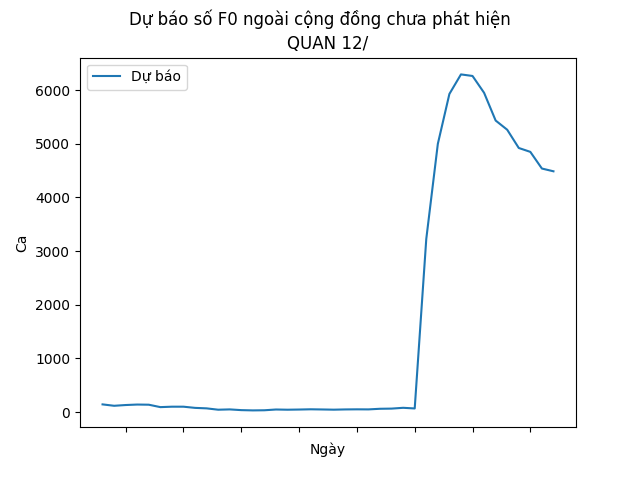 Dự báo số F0 ngoài cộng đồng chưa phát hiện
QUAN 12/
Dự báo
6000
5000
4000
3000
2000
1000
0
Ca
Ngày